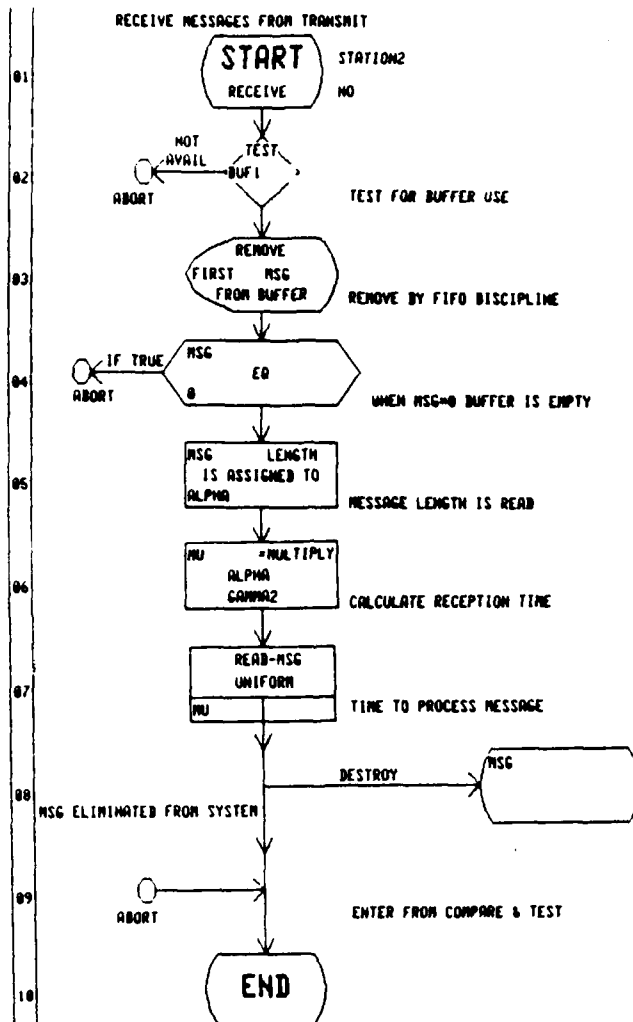 RECEIVE MESSAGES FROM TRANSMIT
START
STATION2
01
RECEIVE NO
NOT
AVAIL
TEST
BUF1
02
ABORT
TEST FOR BUFFER USE
REMOVE
03
FIRST MSG
FROM BUFFER
REMOVE BY FIFO DISCIPLINE
MSG
IF TRUE
EQ
04
ABORT
0
WHEN MSG=0 BUFFER IS EMPTY
MSG LENGTH
IS ASSIGNED TO
05
ALPHA
MESSAGE LENGTH IS READ
MU =MULTIPLY
ALPHA
06
GAMMA2
CALCULATE RECEPTION TIME
READ-MSG
UNIFORM
07
MU
TIME TO PROCESS MESSAGE
MSG
DESTROY
08
MSG ELIMINATED FROM SYSTEM
09
ABORT
ENTER FROM COMPARE & TEST
END
10